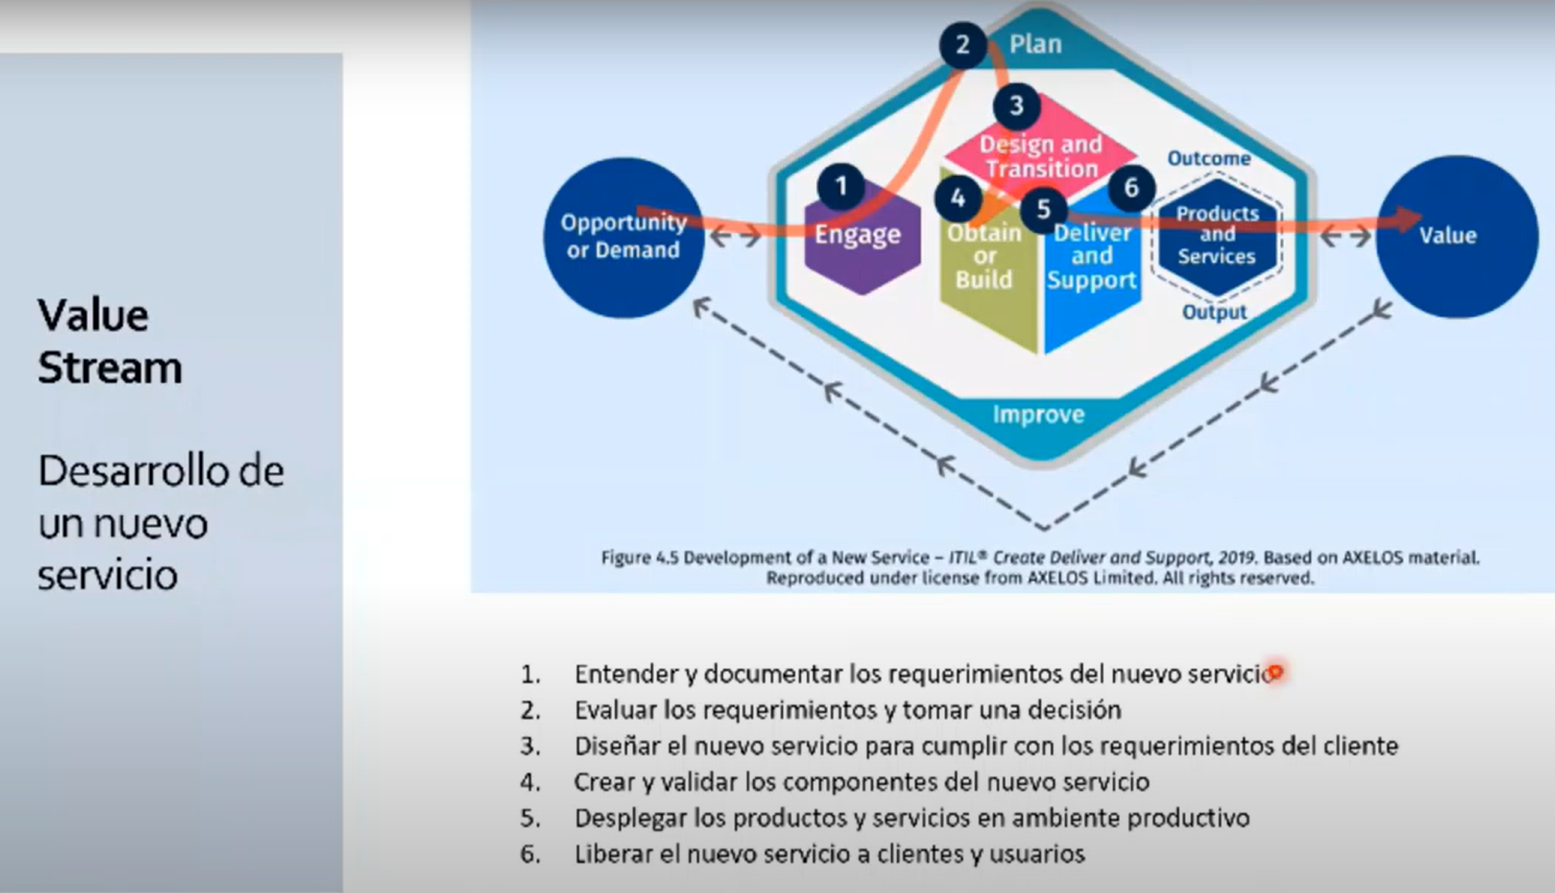 Value
Stream
Desarrollo de
un nuevo
servicio
2
Plan
3
Design and
Transition
Outcome
1
4
5
6
Opportunity
or Demand
Engage
Obtain
or
Build
Deliver
and
Support
Products
and
Services
Value
Output
Improve
Figure 4.5 Development of a New Service – ITIL® Create Deliver and Support, 2019. Based on AXELOS material.
Reproduced under license from AXELOS Limited. All rights reserved.
1. Entender y documentar los requerimientos del nuevo servicio
2. Evaluar los requerimientos y tomar una decisión
3. Diseñar el nuevo servicio para cumplir con los requerimientos del cliente
4. Crear y validar los componentes del nuevo servicio
5. Desplegar los productos y servicios en ambiente productivo
6. Liberar el nuevo servicio a clientes y usuarios